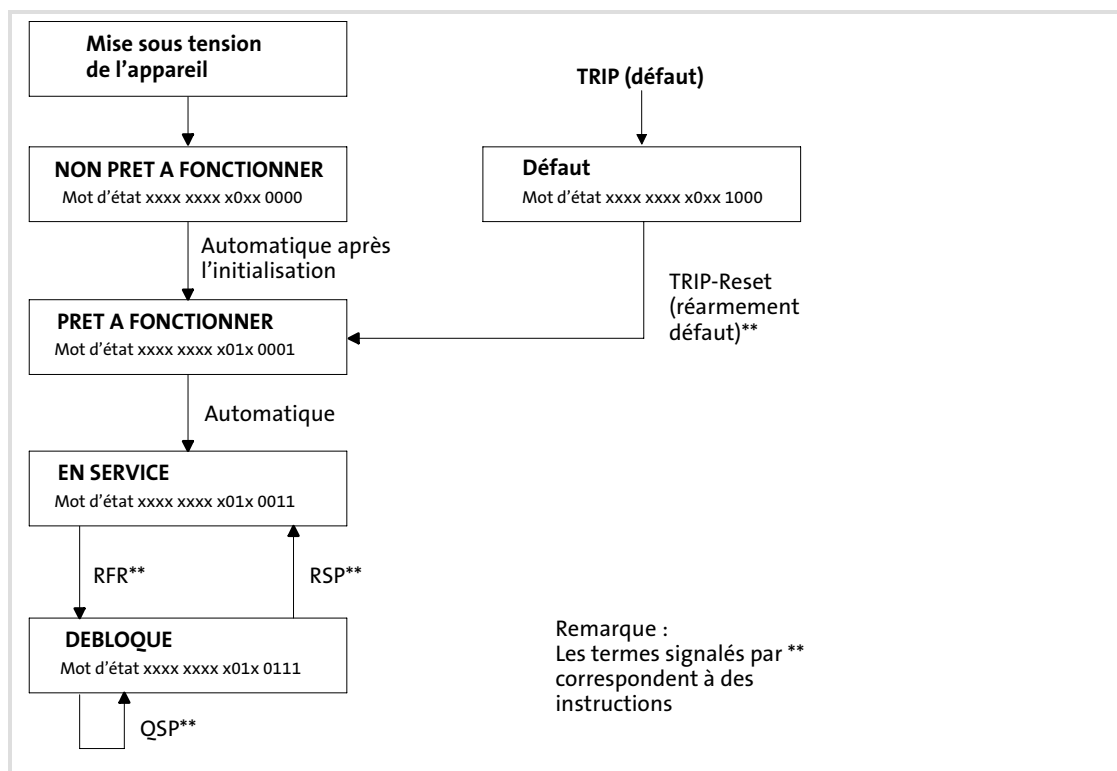 Mise sous tension
de l'appareil
TRIP (défaut)
NON PRET A FONCTIONNER
Mot d'état xxxx xxxx x0xx 0000
Défaut
Mot d'état xxxx xxxx x0xx 1000
Automatique après
l'initialisation
TRIP-Reset
(réarmement
défaut)**
PRET A FONCTIONNER
Mot d'état xxxx xxxx x01x 0001
Automatique
EN SERVICE
Mot d'état xxxx xxxx x01x 0011
RFR**
RSP**
DEBLOQUE
Mot d'état xxxx xxxx x01x 0111
QSP**
Remarque :
Les termes signalés par **
correspondent à des
instructions